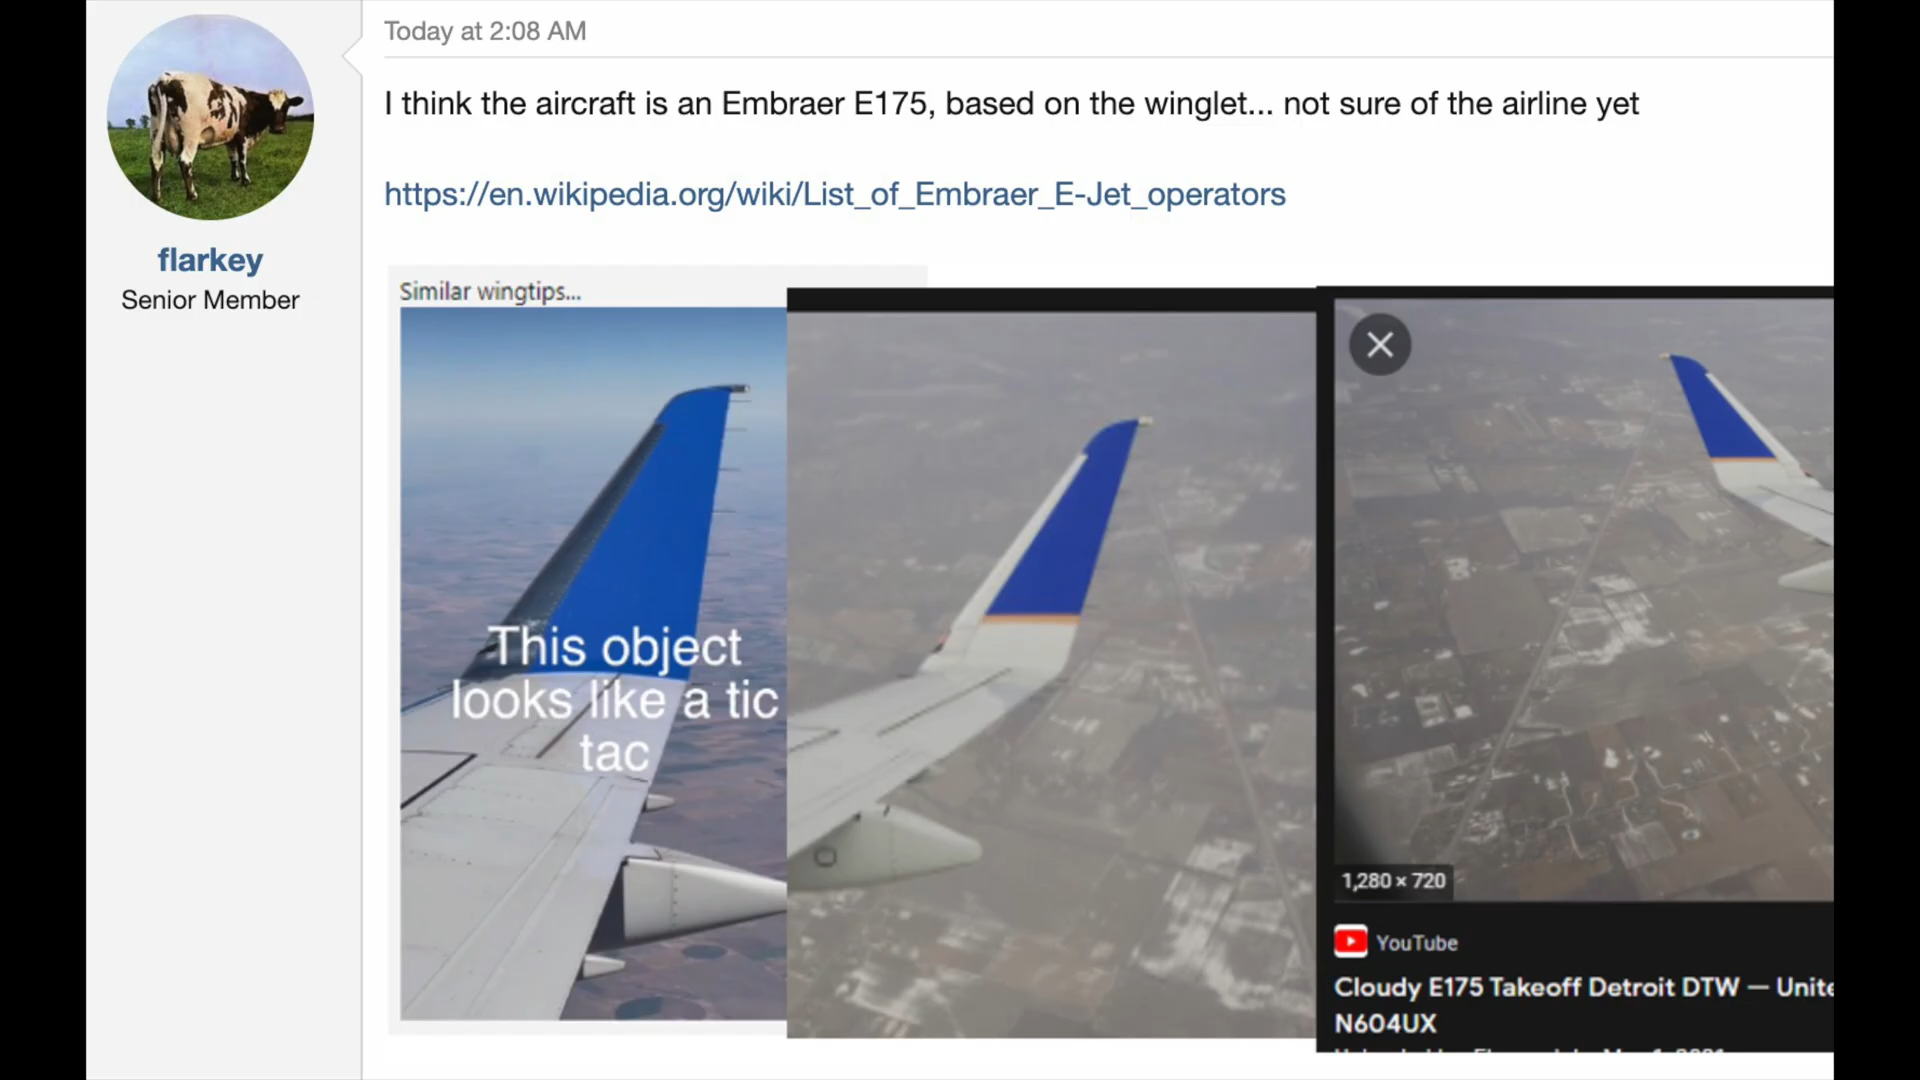 Today at 2:08 AM
I think the aircraft is an Embraer E175, based on the winglet... not sure of the airline yet
https://en.wikipedia.org/wiki/List_of_Embraer_E-Jet_operators
flarkey
Senior Member
Similar wingtips...
This object
looks like a tic
tac
1,280 × 720
YouTube
Cloudy E175 Takeoff Detroit DTW — Unite
N604UX